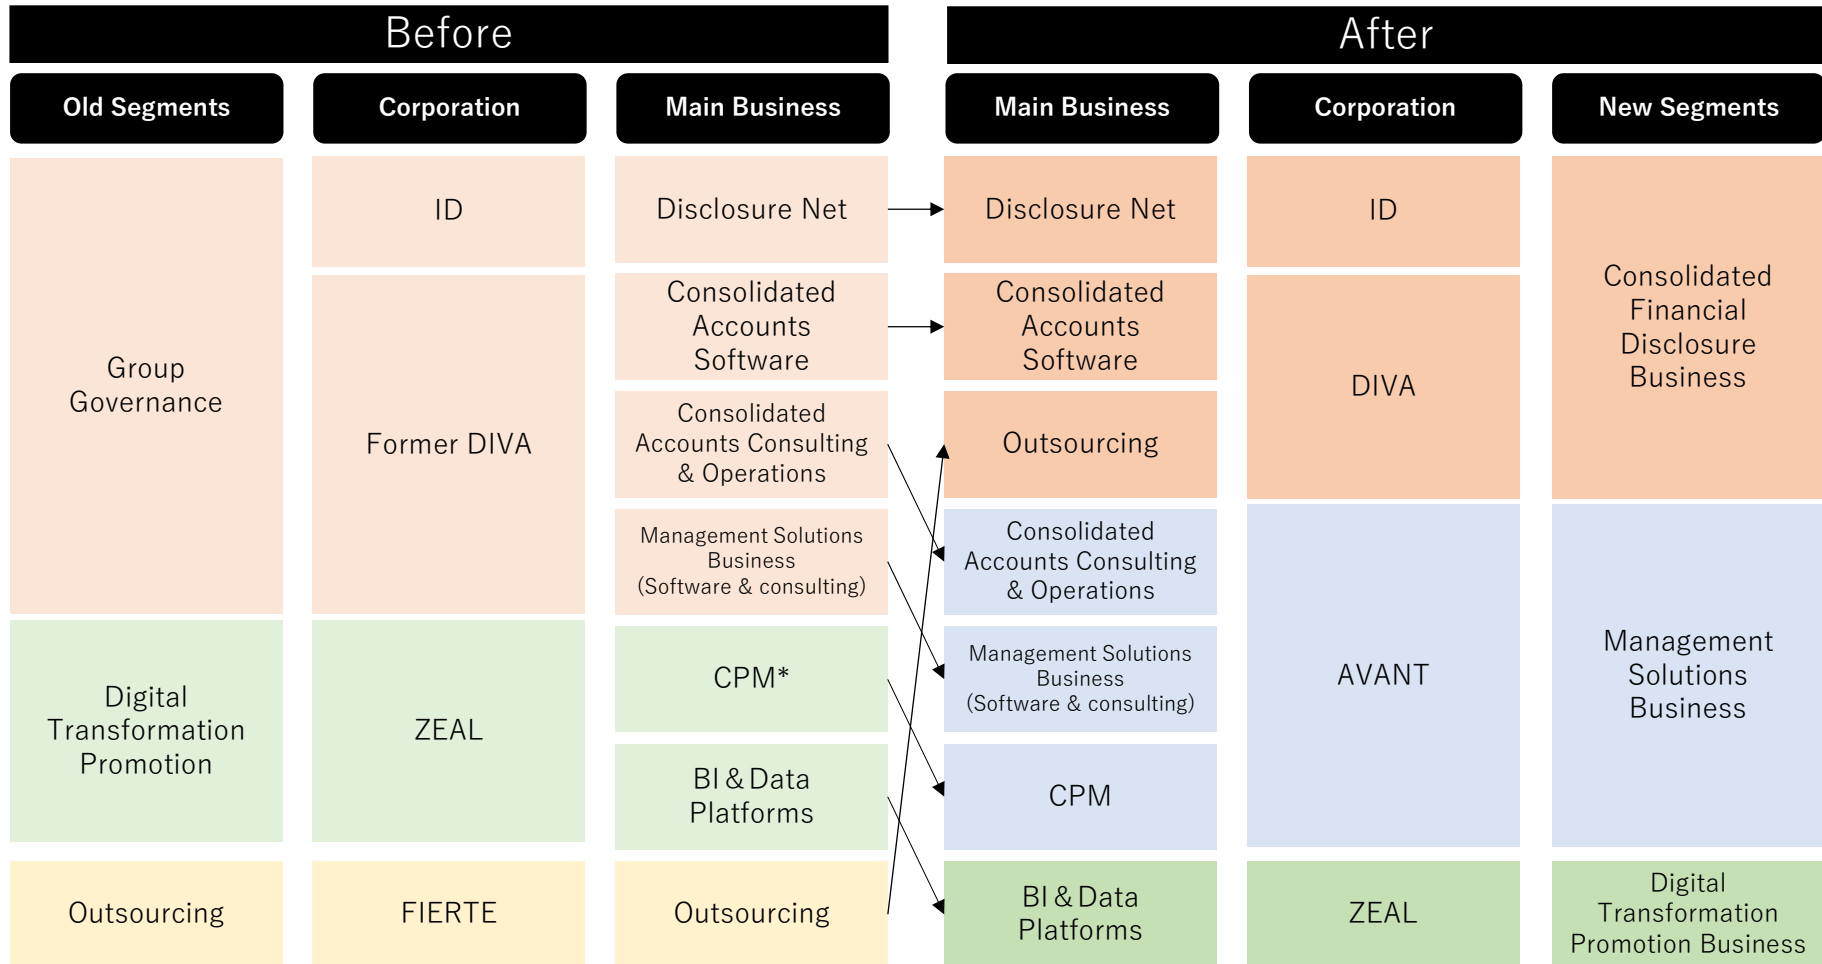 Before
After
Old Segments
Corporation
Main Business
Main Business
Corporation
New Segments
Group
Governance
Digital
Transformation
Promotion
Outsourcing
ID
Former DIVA
ZEAL
FIERTE
Disclosure Net
Consolidated
Accounts
Software
Consolidated
Accounts Consulting
& Operations
Management Solutions
Business
(Software & consulting)
CPM*
BI & Data
Platforms
Outsourcing
Disclosure Net
Consolidated
Accounts
Software
Outsourcing
Consolidated
Accounts Consulting
& Operations
Management Solutions
Business
(Software & consulting)
CPM
BI & Data
Platforms
ID
DIVA
AVANT
ZEAL
Consolidated
Financial
Disclosure
Business
Management
Solutions
Business
Digital
Transformation
Promotion Business